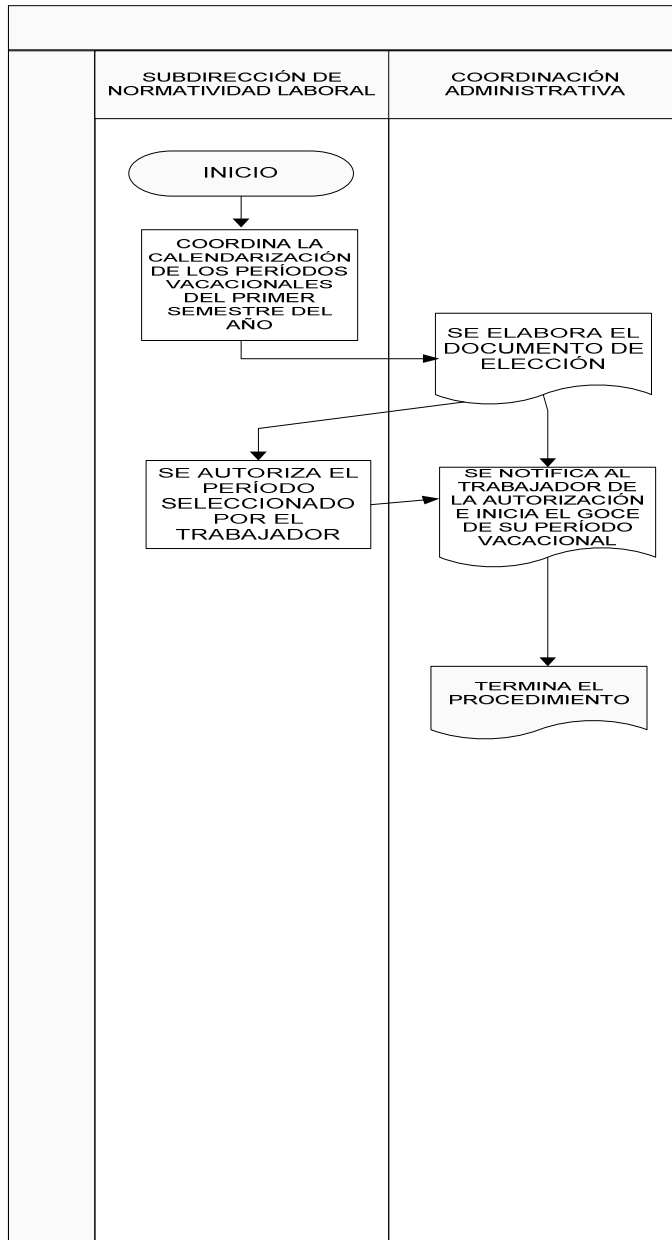 SUBDIRECCIÓN DE
NORMATIVIDAD LABORAL
COORDINACIÓN
ADMINISTRATIVA
INICIO
COORDINA LA
CALENDARIZACIÓN
DE LOS PERÍODOS
VACACIONALES
DEL PRIMER
SEMESTRE DEL
AÑO
SE ELABORA EL
DOCUMENTO DE
ELECCIÓN
SE AUTORIZA EL
PERÍODO
SELECCIONADO
POR EL
TRABAJADOR
SE NOTIFICA AL
TRABAJADOR DE
LA AUTORIZACIÓN
E INICIA EL GOCE
DE SU PERÍODO
VACACIONAL
TERMINA EL
PROCEDIMIENTO